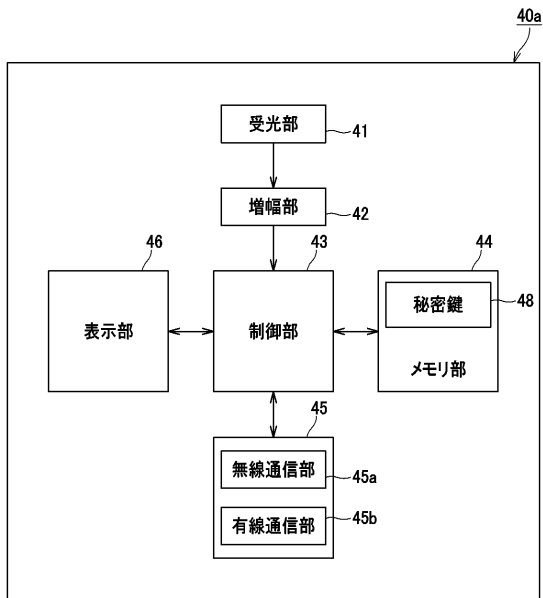 40a
受光部
41
増幅部
42
46
43
44
表示部
制御部
秘密鍵
48
メモリ部
45
無線通信部
45a
有線通信部
45b